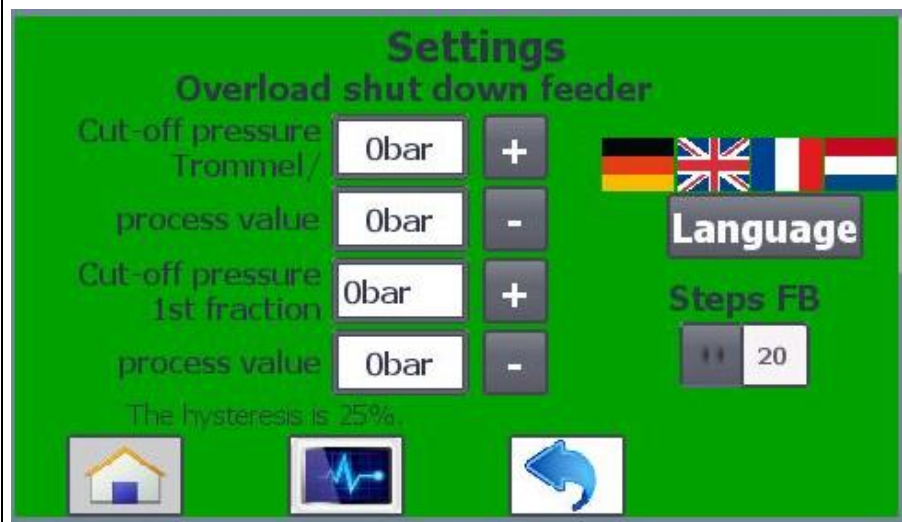 Settings
Overload shut down feeder
Cut-off pressure
Trommel/
0bar
+
process value
0bar
-
Language
Cut-off pressure
1st fraction
0bar
+
Steps FB
20
process value
0bar
-
The hysteresis is 25%.